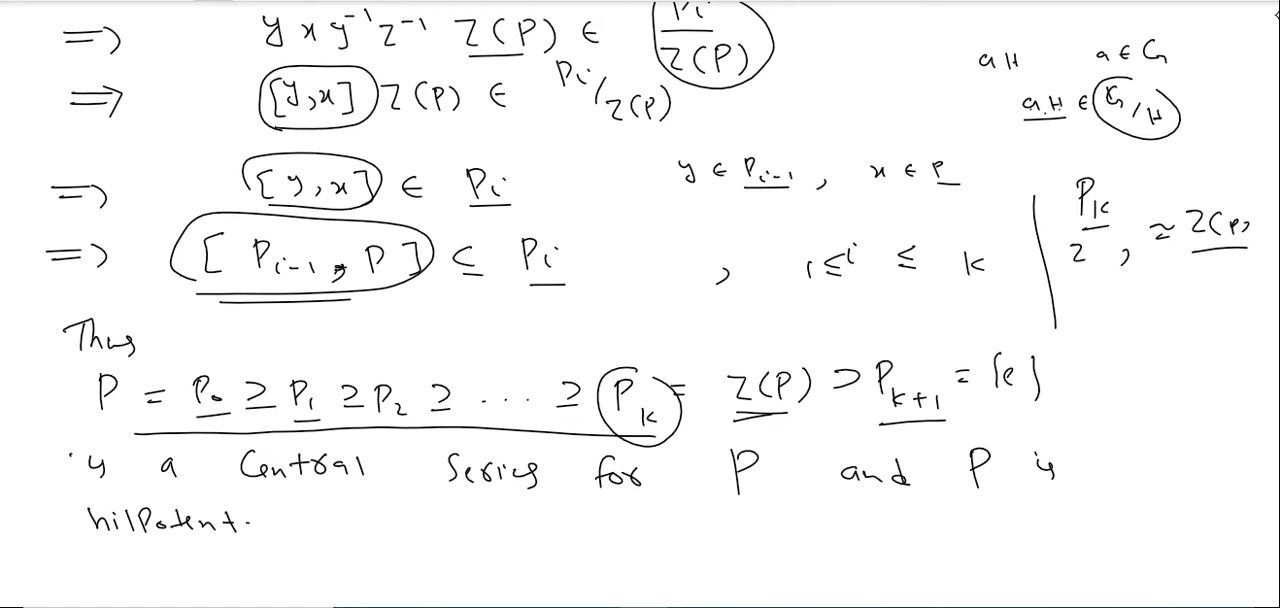 ⇒ y x y⁻¹ z⁻¹ Z(P) ∈ Pi/Z(P)
aH a ∈ G
⇒ [y,x] Z(P) ∈ Pi/Z(P)
aH ∈ G/H
⇒ [y,x] ∈ Pi y ∈ Pi-1 , x ∈ P
⇒ [Pi-1, P] ⊆ Pi , 1 ≤ i ≤ k
Pk/Z, ≈ Z(P)
Thus
P = P₀ ≥ P₁ ≥ P₂ ≥ ... ≥ Pk = Z(P) ⊃ Pk+1 = {e}
is a Central Series for P and P is
nilPotent.